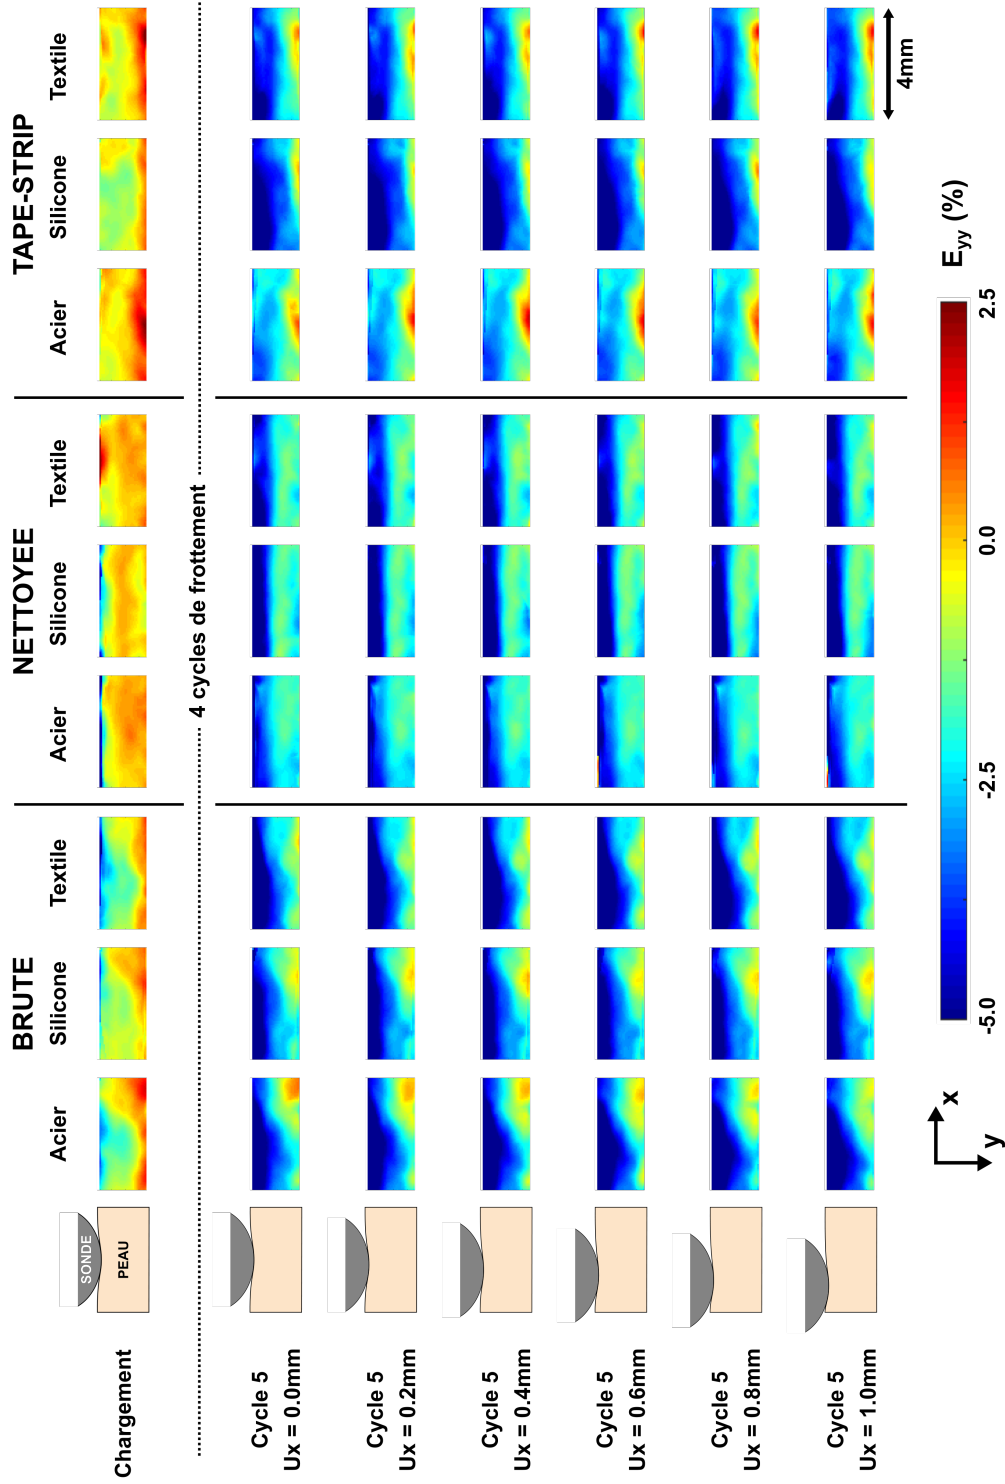 BRUTE NETTOYEE TAPE-STRIP
Acier Silicone Textile Acier Silicone Textile Acier Silicone Textile
Chargement
SONDE
PEAU
4 cycles de frottement
Cycle 5
Ux = 0.0mm
Cycle 5
Ux = 0.2mm
Cycle 5
Ux = 0.4mm
Cycle 5
Ux = 0.6mm
Cycle 5
Ux = 0.8mm
Cycle 5
Ux = 1.0mm
4mm
x
y
Eyy (%)
-5.0 -2.5 0.0 2.5